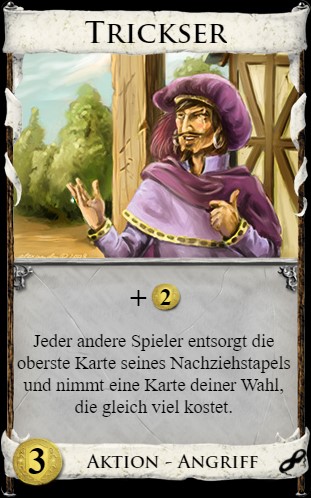 Trickser
+ 2
Jeder andere Spieler entsorgt die
oberste Karte seines Nachziehstapels
und nimmt eine Karte deiner Wahl,
die gleich viel kostet.
3 Aktion - Angriff